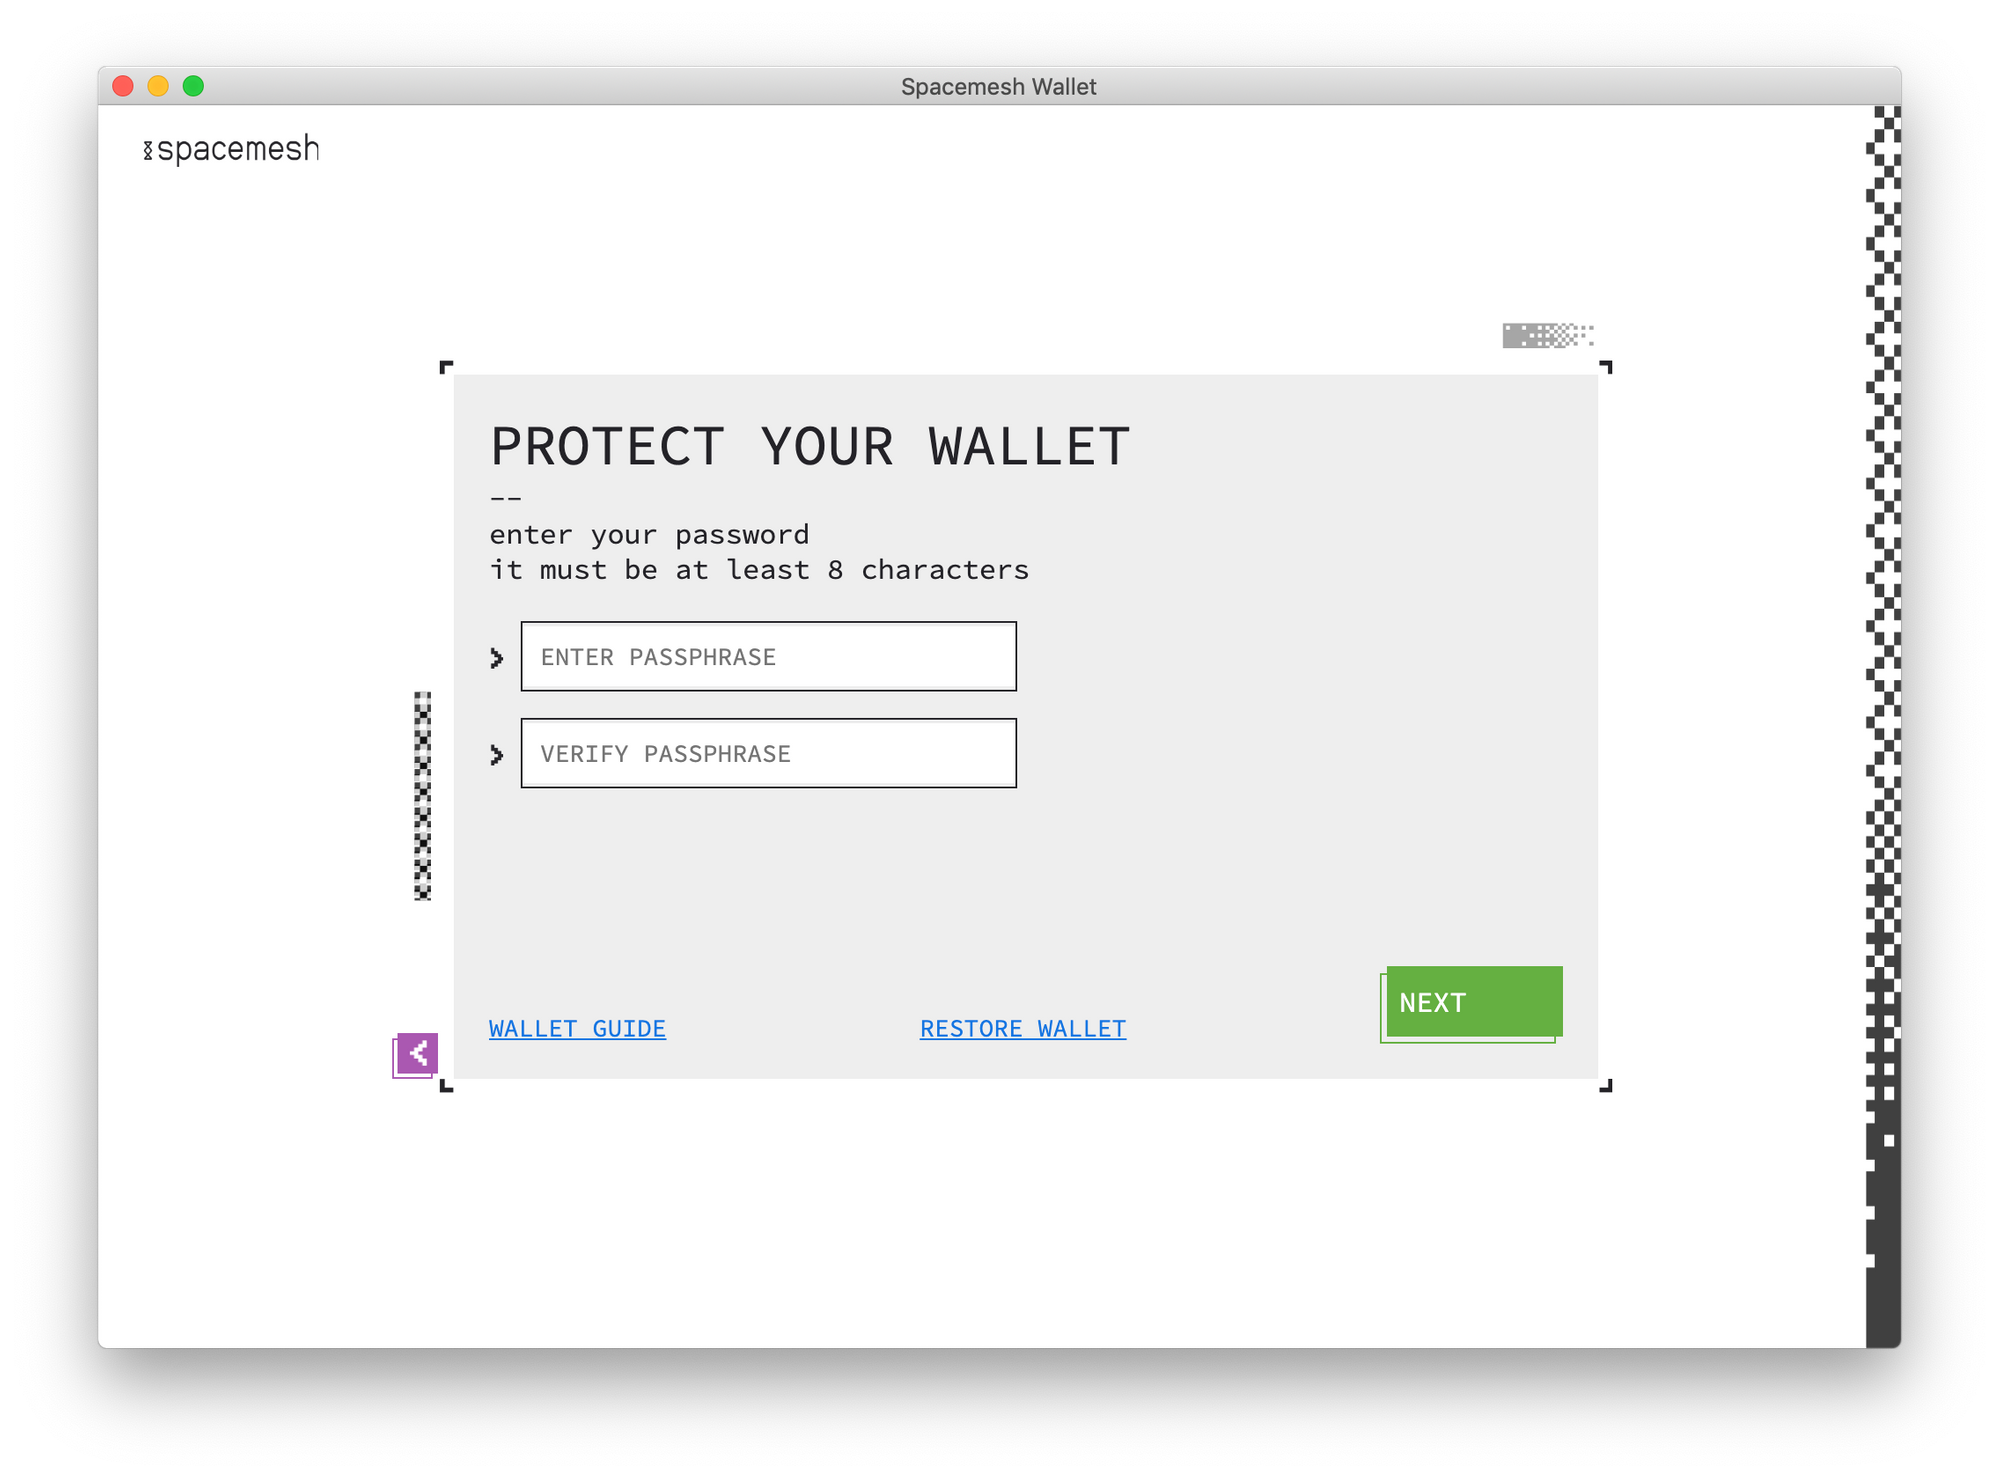 Spacemesh Wallet
spacemesh
PROTECT YOUR WALLET
--
enter your password
it must be at least 8 characters
ENTER PASSPHRASE
VERIFY PASSPHRASE
NEXT
WALLET GUIDE
RESTORE WALLET